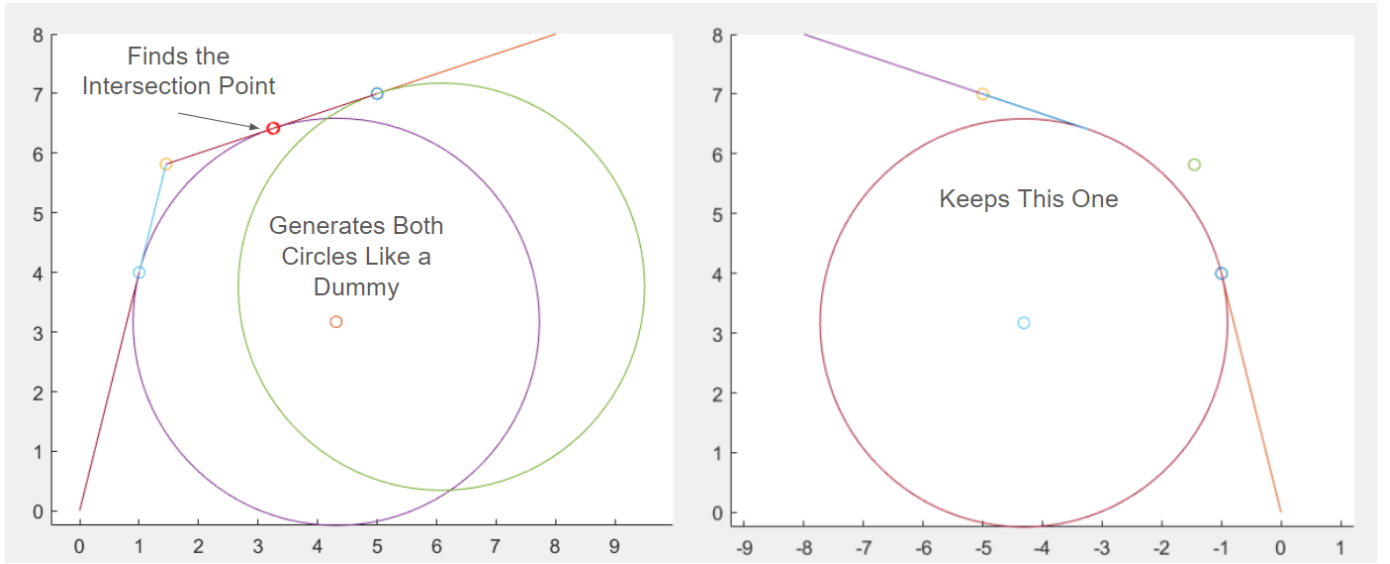 8
Finds the
Intersection Point
7
6
5
Generates Both
Circles Like a
Dummy
4
3
2
1
0
0 1 2 3 4 5 6 7 8 9
8
7
6
Keeps This One
5
4
3
2
1
0
-9 -8 -7 -6 -5 -4 -3 -2 -1 0 1